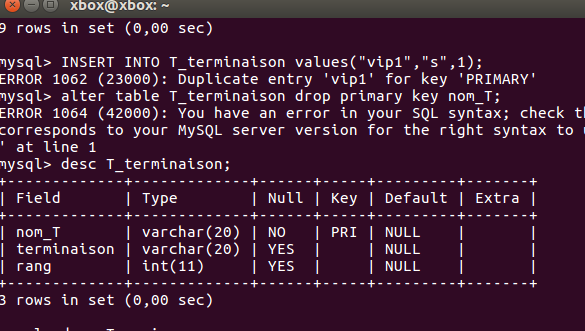 xbox@xbox: ~
9 rows in set (0,00 sec)
mysql> INSERT INTO T_terminaison values("vip1","s",1);
ERROR 1062 (23000): Duplicate entry 'vip1' for key 'PRIMARY'
mysql> alter table T_terminaison drop primary key nom_T;
ERROR 1064 (42000): You have an error in your SQL syntax; check
corresponds to your MySQL server version for the right syntax to
' at line 1
mysql> desc T_terminaison;
+-------------+-------------+------+-----+---------+-------+
| Field       | Type        | Null | Key | Default | Extra |
+-------------+-------------+------+-----+---------+-------+
| nom_T       | varchar(20) | NO   | PRI | NULL    |       |
| terminaison | varchar(20) | YES  |     | NULL    |       |
| rang        | int(11)     | YES  |     | NULL    |       |
+-------------+-------------+------+-----+---------+-------+
3 rows in set (0,00 sec)